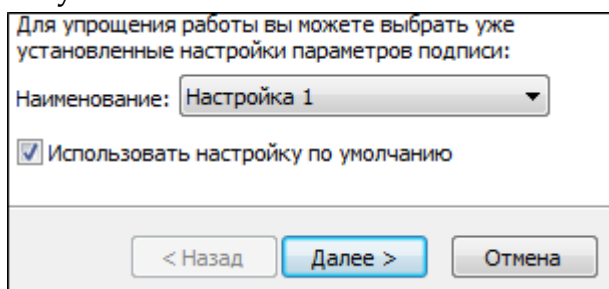 Для упрощения работы вы можете выбрать уже
установленные настройки параметров подписи:
Наименование: Настройка 1
Использовать настройку по умолчанию
< Назад Далее > Отмена